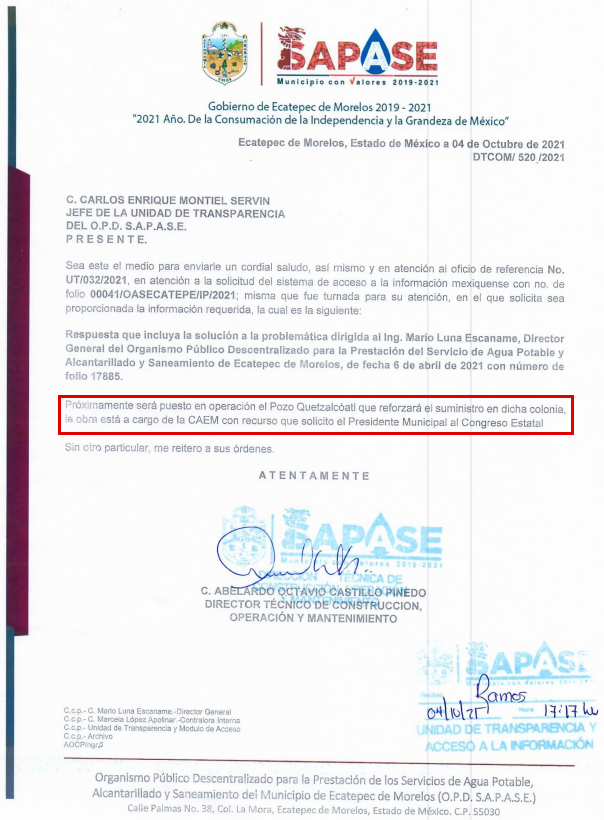 SAPASE
Municipio con Valores 2019-2021
Gobierno de Ecatepec de Morelos 2019 - 2021
"2021 Año. De la Consumación de la Independencia y la Grandeza de México"
Ecatepec de Morelos, Estado de México a 04 de Octubre de 2021
DTCOM/ 520 /2021
C. CARLOS ENRIQUE MONTIEL SERVIN
JEFE DE LA UNIDAD DE TRANSPARENCIA
DEL O.P.D. S.A.P.A.S.E.
P R E S E N T E.
Sea este el medio para enviarle un cordial saludo, así mismo y en atención al oficio de referencia No.
UT/032/2021, en atención a la solicitud del sistema de acceso a la información mexiquense con no. de
folio 00041/OASECATEPE/IP/2021; misma que fue turnada para su atención, en el que solicita sea
proporcionada la información requerida, la cual es la siguiente:
Respuesta que incluya la solución a la problemática dirigida al Ing. Mario Luna Escaname, Director
General del Organismo Público Descentralizado para la Prestación del Servicio de Agua Potable y
Alcantarillado y Saneamiento de Ecatepec de Morelos, de fecha 6 de abril de 2021 con número de
folio 17885.
Próximamente será puesto en operación el Pozo Quetzalcóatl que reforzará el suministro en dicha colonia,
la obra está a cargo de la CAEM con recurso que solicito el Presidente Municipal al Congreso Estatal
Sin otro particular, me reitero a sus órdenes.
A T E N T A M E N T E
SAPASE
Municipio con Valores 2019-2021
DIRECCIÓN TÉCNICA DE
CONSTRUCCIÓN
Y MANTENIMIENTO
C. ABELARDO OCTAVIO CASTILLO PINEDO
DIRECTOR TÉCNICO DE CONSTRUCCION,
OPERACIÓN Y MANTENIMIENTO
SAPASE
Municipio con Valores 2019-2021
Ramos
04/10/21 Hora: 17:17 hu
UNIDAD DE TRANSPARENCIA Y
ACCESO A LA INFORMACIÓN
C.c.p.- C. Mario Luna Escaname.-Director General
C.c.p.- C. Marcela López Apolinar.-Contralora Interna
C.c.p.- Unidad de Transparencia y Modulo de Acceso
C.c.p.- Archivo
AOCP/ngr
Organismo Público Descentralizado para la Prestación de los Servicios de Agua Potable,
Alcantarillado y Saneamiento del Municipio de Ecatepec de Morelos (O.P.D. S.A.P.A.S.E.)
Calle Palmas No. 38, Col. La Mora, Ecatepec de Morelos, Estado de México. C.P. 55030